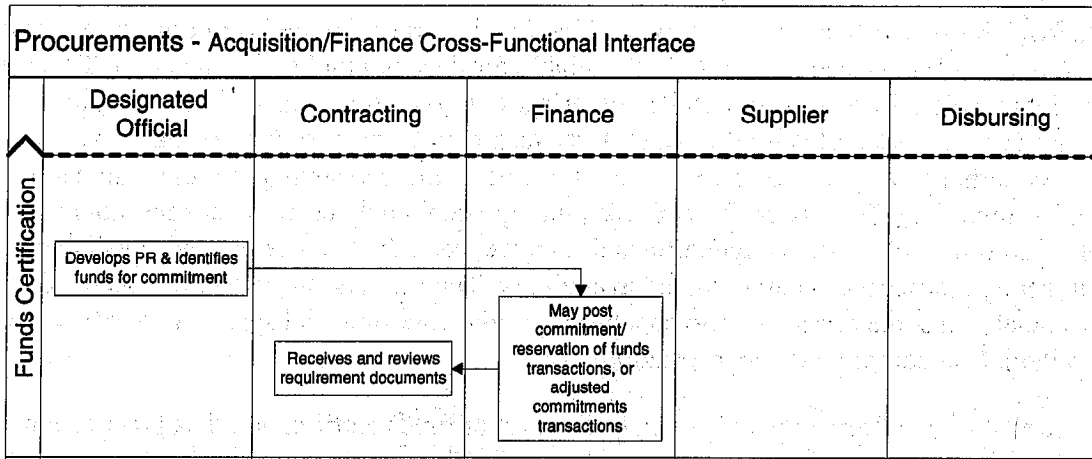 Procurements - Acquisition/Finance Cross-Functional Interface
Designated
Official
Contracting
Finance
Supplier
Disbursing
Funds Certification
Develops PR & identifies
funds for commitment
May post
commitment/
reservation of funds
transactions, or
adjusted
commitments
transactions
Receives and reviews
requirement documents